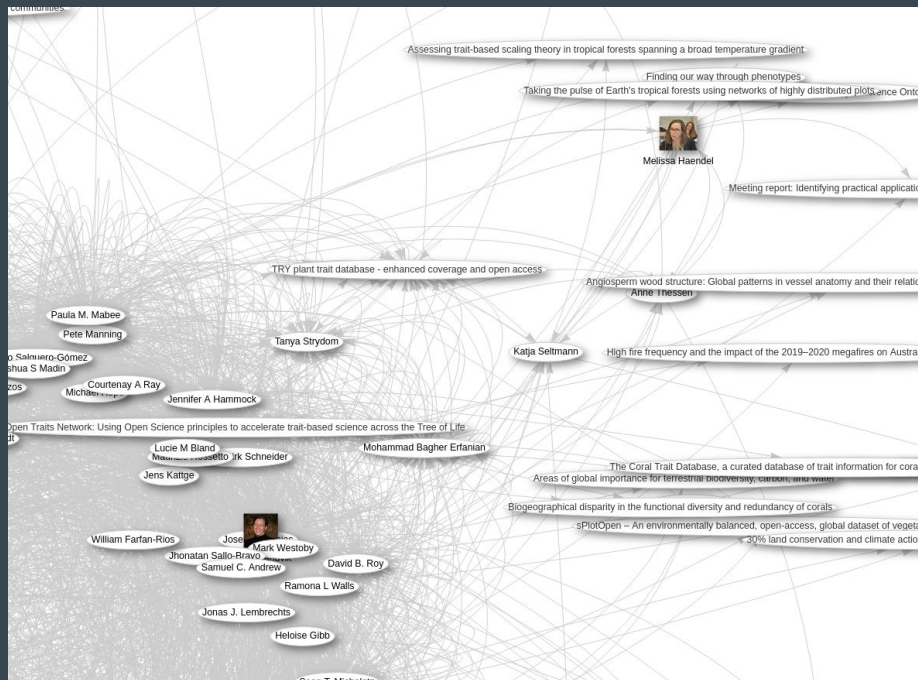 communities.
Assessing trait-based scaling theory in tropical forests spanning a broad temperature gradient
Finding our way through phenotypes
Taking the pulse of Earth's tropical forests using networks of highly distributed plots
Melissa Haendel
Meeting report: Identifying practical
TRY plant trait database - enhanced coverage and open access
Angiosperm wood structure: Global patterns in vessel anatomy and their
Anne Thessen
Paula M. Mabee
Pete Manning
Tanya Strydom
Katja Seltmann
High fire frequency and the impact of the 2019–2020 megafires on
Salguero-Gómez
S Madin
Courtenay A Ray
Jennifer A Hammock
Open Traits Network: Using Open Science principles to accelerate trait-based science across the Tree of Life
Lucie M Bland
Mohammad Bagher Erfanian
Schneider
Jens Kattge
The Coral Trait Database, a curated database of trait information for
Areas of global importance for terrestrial biodiversity, carbon, and water
Biogeographical disparity in the functional diversity and redundancy of corals
sPlotOpen – An environmentally balanced, open-access, global dataset of
30% land conservation and climate
William Farfan-Rios
Mark Westoby
Jhonatan Sallo-Bravo
Samuel C. Andrew
David B. Roy
Ramona L Walls
Jonas J. Lembrechts
Heloise Gibb